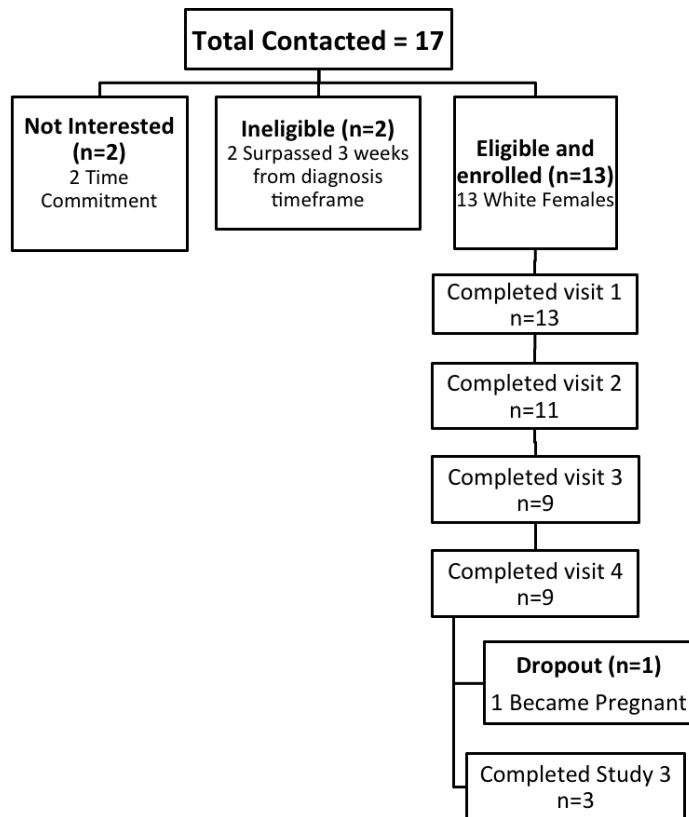 Total Contacted = 17
Not Interested
(n=2)
2 Time
Commitment
Ineligible (n=2)
2 Surpassed 3 weeks
from diagnosis
timeframe
Eligible and
enrolled (n=13)
13 White Females
Completed visit 1
n=13
Completed visit 2
n=11
Completed visit 3
n=9
Completed visit 4
n=9
Dropout (n=1)
1 Became Pregnant
Completed Study 3
n=3